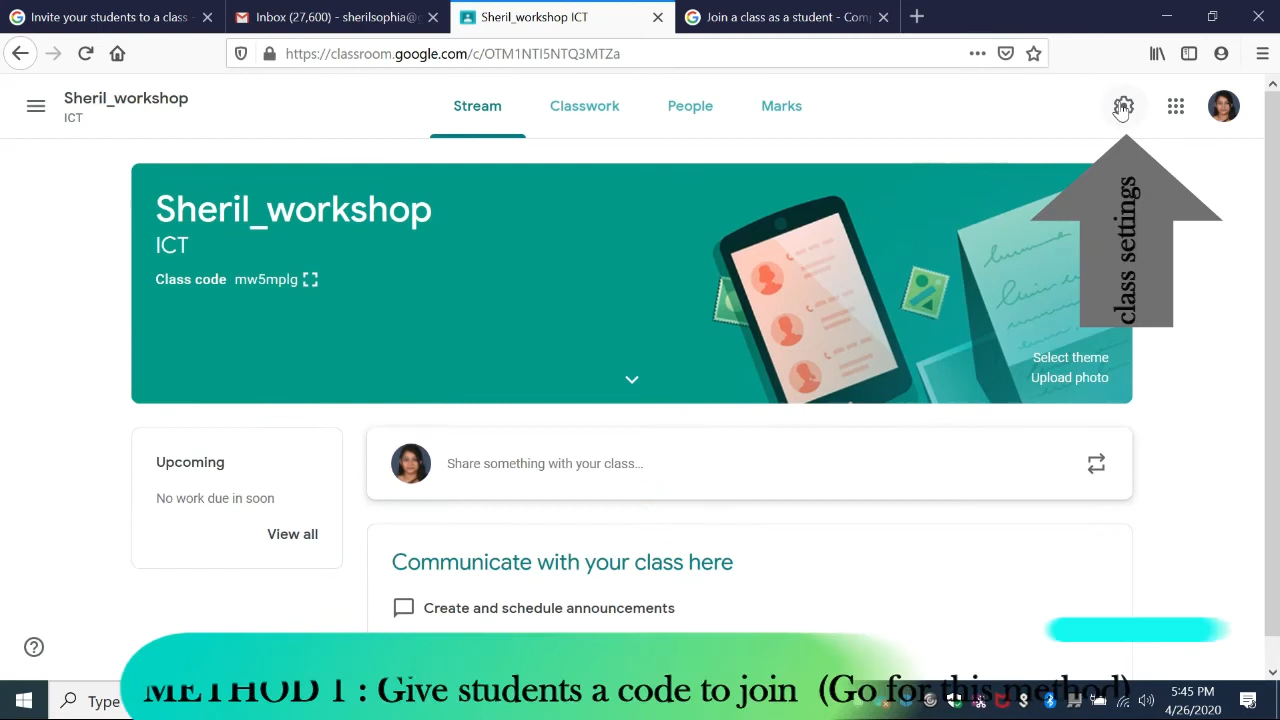 Invite your students to a class -
Inbox (27,600) - sherilsophia@g
Sheril_workshop ICT
Join a class as a student - Comp
https://classroom.google.com/c/OTM1NTI5NTQ3MTZa
Sheril_workshop
ICT
Stream
Classwork
People
Marks
class settings
Sheril_workshop
ICT
Class code mw5mplg
Select theme
Upload photo
Upcoming
No work due in soon
View all
Share something with your class...
Communicate with your class here
Create and schedule announcements
METHOD 1 : Give students a code to join (Go for this method)
Type
5:45 PM
4/26/2020